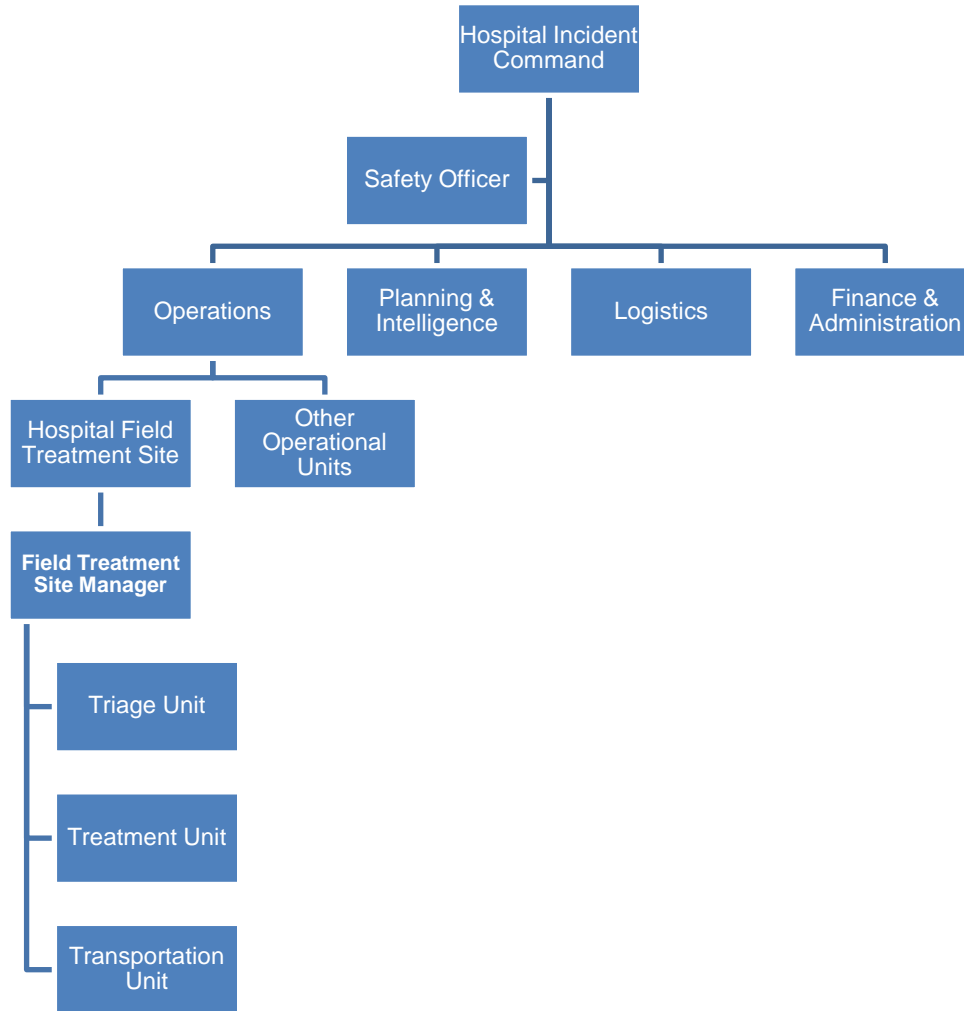 Hospital Incident
Command
Safety Officer
Operations
Planning &
Intelligence
Logistics
Finance &
Administration
Hospital Field
Treatment Site
Other
Operational
Units
Field Treatment
Site Manager
Triage Unit
Treatment Unit
Transportation
Unit